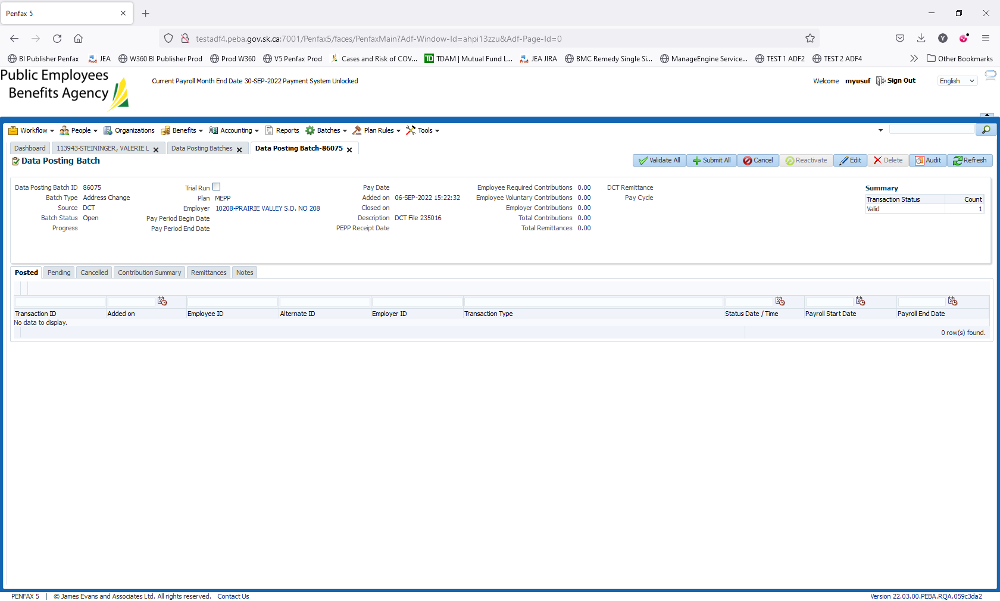 Penfax 5
testadf4.peba.gov.sk.ca:7001/Penfax5/faces/PenfaxMain?Adf-Window-Id=ahpi13zzu&Adf-Page-Id=0
BI Publisher Penfax JEA W360 BI Publisher Prod Prod W360 V5 Penfax Prod Cases and Risk of COV... TDAM | Mutual Fund L... JEA JIRA BMC Remedy Single Si... ManageEngine Service... TEST 1 ADF2 TEST 2 ADF4 Other Bookmarks
Public Employees
Benefits Agency
Current Payroll Month End Date 30-SEP-2022 Payment System Unlocked
Welcome myusuf Sign Out English
Workflow People Organizations Benefits Accounting Reports Batches Plan Rules Tools
Dashboard 113943-STEININGER, VALERIE L Data Posting Batches Data Posting Batch-86075
Data Posting Batch
Validate All Submit All Cancel Reactivate Edit Delete Audit Refresh
Data Posting Batch ID 86075
Batch Type Address Change
Source DCT
Batch Status Open
Progress
Trial Run
Plan MEPP
Employer 10208-PRAIRIE VALLEY S.D. NO 208
Pay Period Begin Date
Pay Period End Date
Pay Date
Added on 06-SEP-2022 15:22:32
Closed on
Description DCT File 235016
PEPP Receipt Date
Employee Required Contributions 0.00
Employee Voluntary Contributions 0.00
Employer Contributions 0.00
Total Contributions 0.00
Total Remittances 0.00
DCT Remittance
Pay Cycle
Summary
Transaction Status Count
Valid 1
Posted Pending Cancelled Contribution Summary Remittances Notes
Transaction ID Added on Employee ID Alternate ID Employer ID Transaction Type Status Date / Time Payroll Start Date Payroll End Date
No data to display.
0 row(s) found.
PENFAX 5 | © James Evans and Associates Ltd. All rights reserved. Contact Us
Version 22.03.00.PEBA.RQA.059c3da2